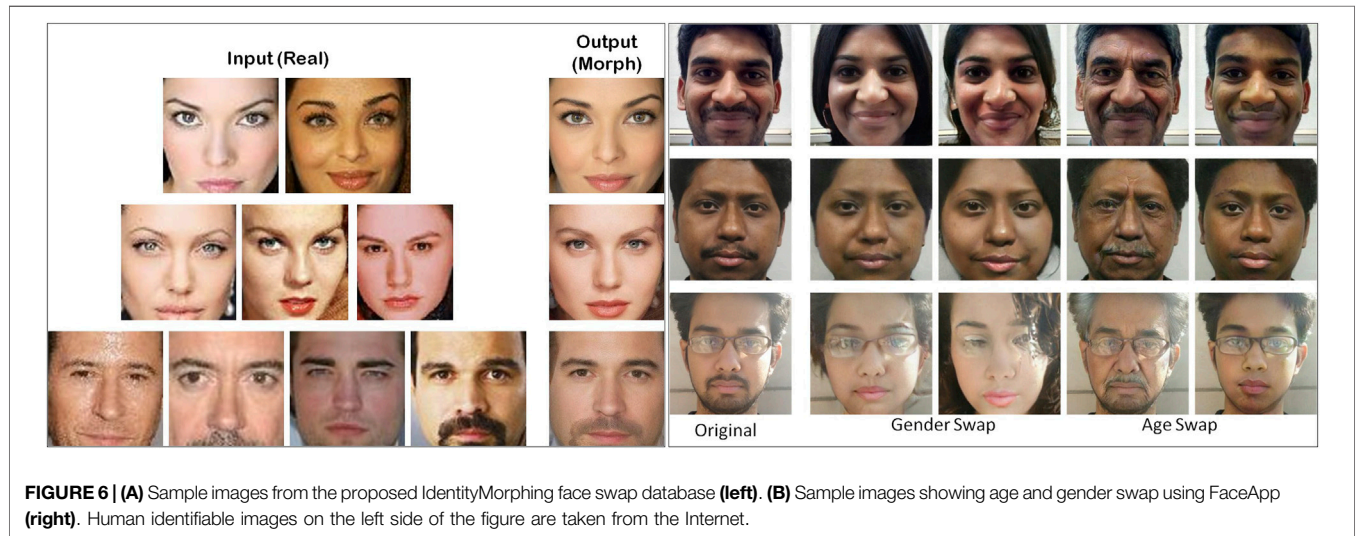 Input (Real)
Output
(Morph)
Original
Gender Swap
Age Swap
FIGURE 6 | (A) Sample images from the proposed IdentityMorphing face swap database (left). (B) Sample images showing age and gender swap using FaceApp
(right). Human identifiable images on the left side of the figure are taken from the Internet.